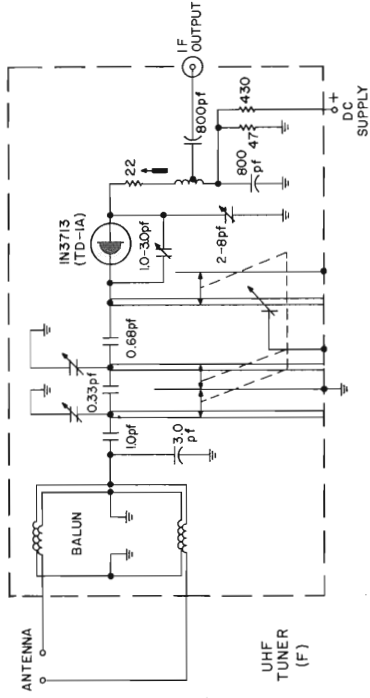 IF
OUTPUT
800pf
430
47
+
DC
SUPPLY
800
pf
22
IN3713
(TD-IA)
1.0-3.0pf
2-8pf
0.68pf
0.33pf
1.0pf
3.0
pf
BALUN
ANTENNA
UHF
TUNER
(F)